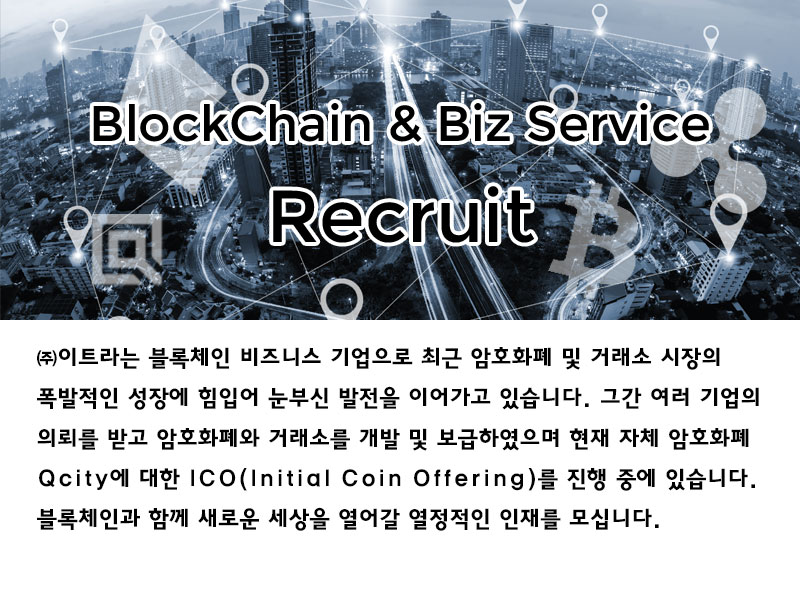 BlockChain & Biz Service
Recruit
㈜이트라는 블록체인 비즈니스 기업으로 최근 암호화폐 및 거래소 시장의
폭발적인 성장에 힘입어 눈부신 발전을 이어가고 있습니다. 그간 여러 기업의
의뢰를 받고 암호화폐와 거래소를 개발 및 보급하였으며 현재 자체 암호화폐
Qcity에 대한 ICO(Initial Coin Offering)를 진행 중에 있습니다.
블록체인과 함께 새로운 세상을 열어갈 열정적인 인재를 모십니다.